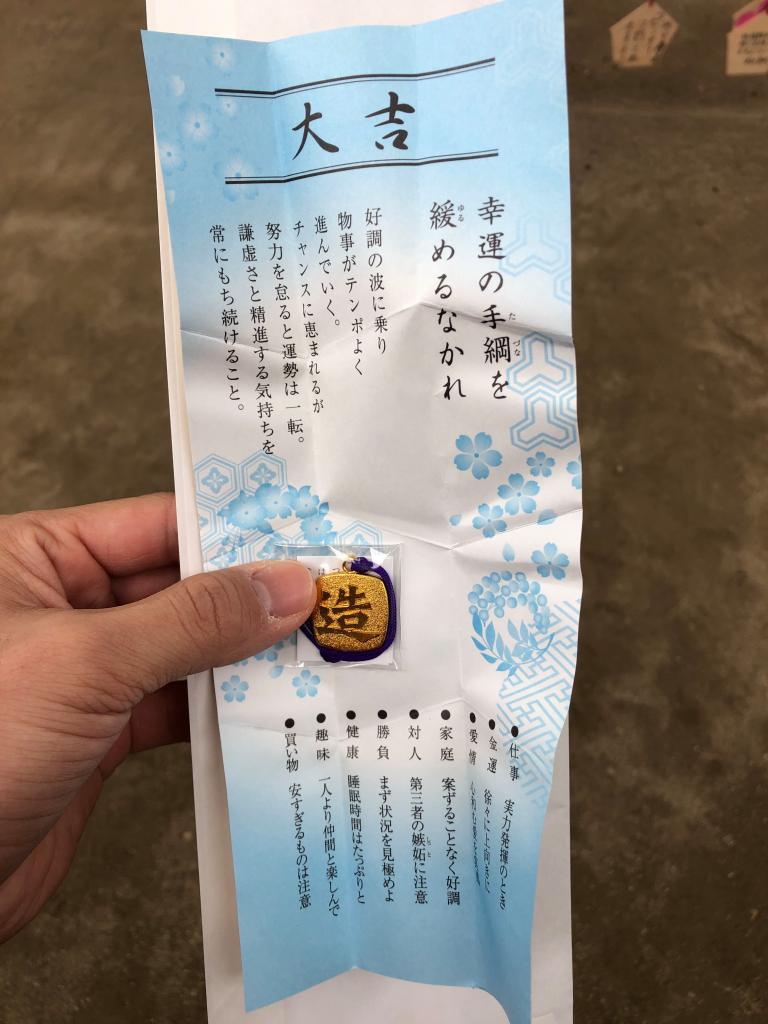 大吉
幸運の手綱を
たづな
緩めるなかれ
ゆる
好調の波に乗り
物事がテンポよく
進んでいく。
チャンスに恵まれるが
努力を怠ると運勢は一転。
謙虚さと精進する気持ちを
常にもち続けること。
造
●仕事 実力発揮のとき
●金運 徐々に上向きに
●愛情
●家庭 案ずることなく好調
●対人 第三者の嫉妬に注意
しっと
●勝負 まず状況を見極めよ
●健康 睡眠時間はたっぷりと
●趣味 一人より仲間と楽しんで
●買い物 安すぎるものは注意